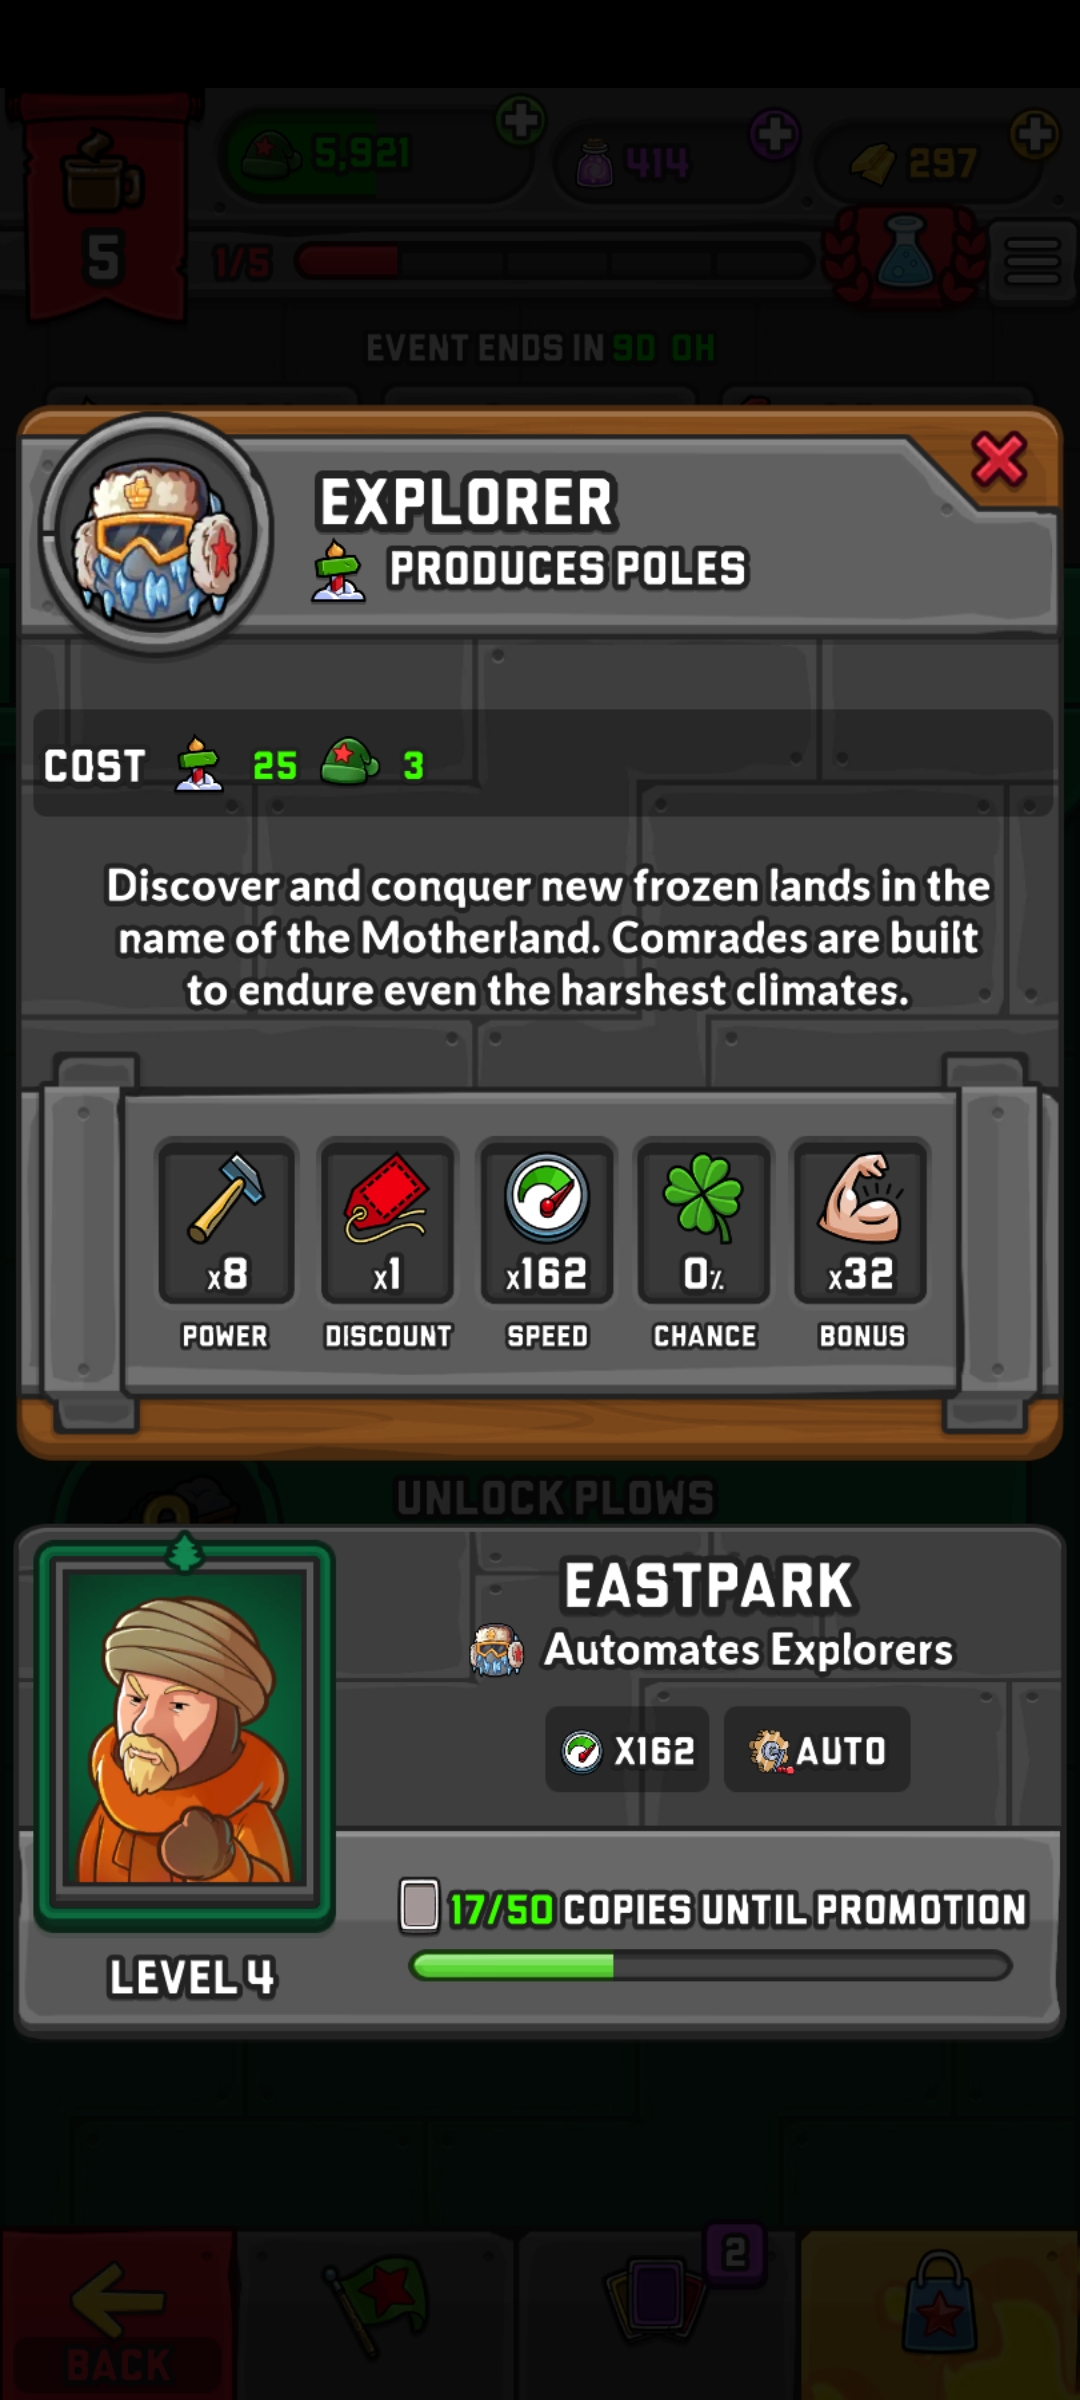 5,921
414
297
5
1/5
EVENT ENDS IN 9D 0H
EXPLORER
PRODUCES POLES
COST 25 3
Discover and conquer new frozen lands in the
name of the Motherland. Comrades are built
to endure even the harshest climates.
x8 x1 x162 0% x32
POWER DISCOUNT SPEED CHANCE BONUS
UNLOCK PLOWS
EASTPARK
Automates Explorers
X162 AUTO
17/50 COPIES UNTIL PROMOTION
LEVEL 4
2
BACK